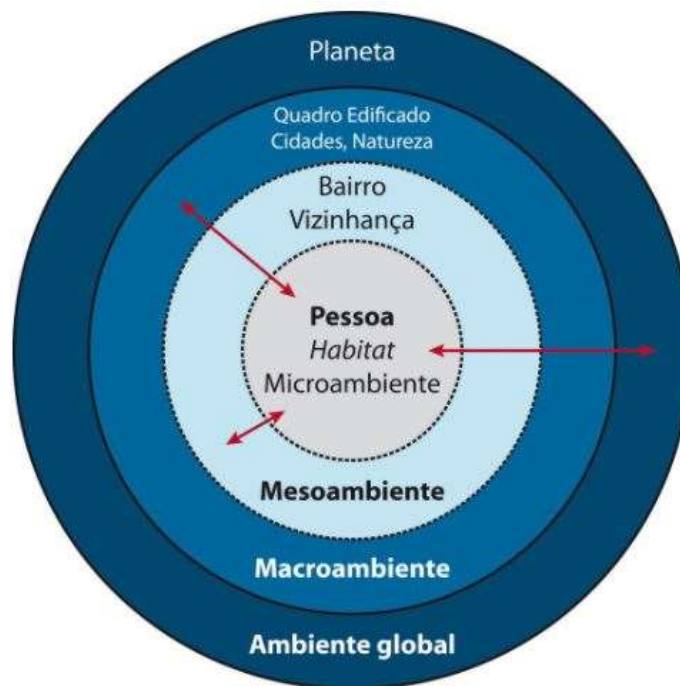 Planeta
Quadro Edificado
Cidades, Natureza
Bairro
Vizinhança
Pessoa
Habitat
Microambiente
Mesoambiente
Macroambiente
Ambiente global